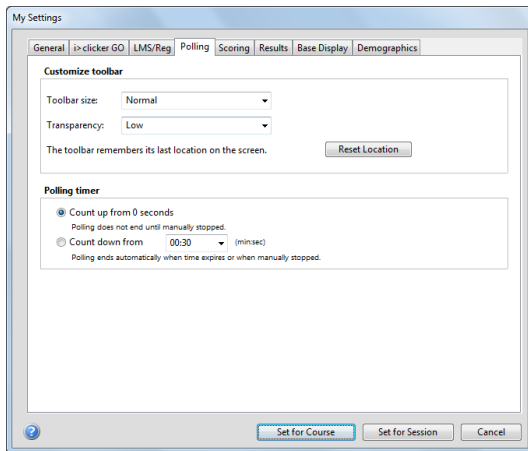 My Settings
General i>clicker GO LMS/Reg Polling Scoring Results Base Display Demographics
Customize toolbar
Toolbar size: Normal
Transparency: Low
The toolbar remembers its last location on the screen. Reset Location
Polling timer
Count up from 0 seconds
Polling does not end until manually stopped.
Count down from 00:30 (min:sec)
Polling ends automatically when time expires or when manually stopped.
? Set for Course Set for Session Cancel